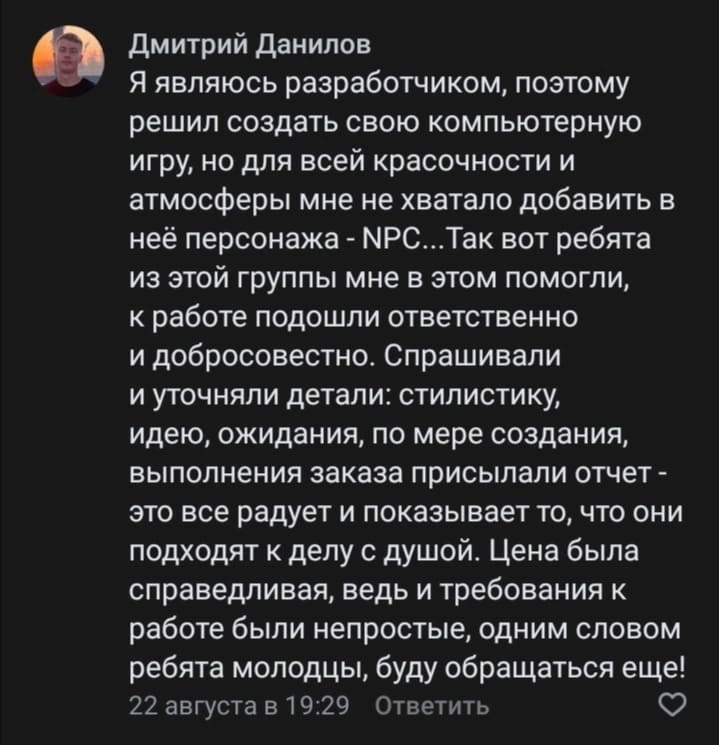 Дмитрий Данилов
Я являюсь разработчиком, поэтому
решил создать свою компьютерную
игру, но для всей красочности и
атмосферы мне не хватало добавить в
неё персонажа - NPC...Так вот ребята
из этой группы мне в этом помогли,
к работе подошли ответственно
и добросовестно. Спрашивали
и уточняли детали: стилистику,
идею, ожидания, по мере создания,
выполнения заказа присылали отчет -
это все радует и показывает то, что они
подходят к делу с душой. Цена была
справедливая, ведь и требования к
работе были непростые, одним словом
ребята молодцы, буду обращаться еще!
22 августа в 19:29 Ответить